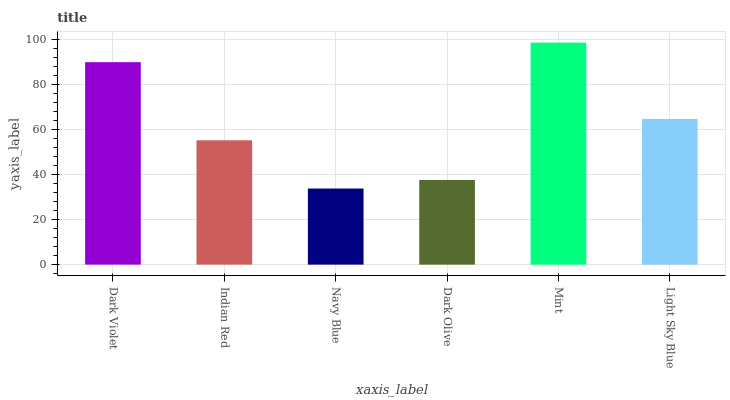 title
100
80
60
40
20
0
yaxis_label
Dark Violet
Indian Red
Navy Blue
Dark Olive
Mint
Light Sky Blue
xaxis_label